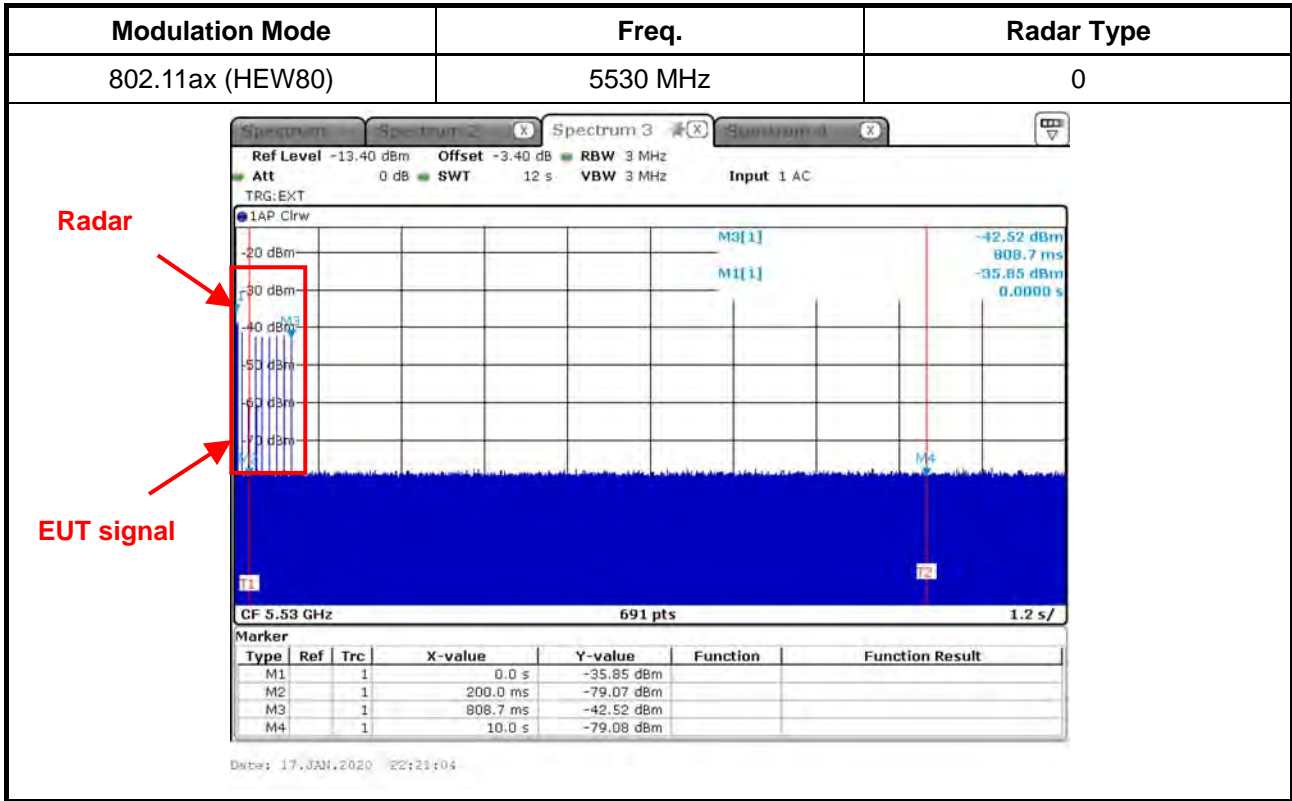 Modulation Mode Freq. Radar Type
802.11ax (HEW80) 5530 MHz 0
Spectrum Spectrum 2 X Spectrum 3 X Spectrum 4 X
Ref Level -13.40 dBm Offset -3.40 dB RBW 3 MHz
Att 0 dB SWT 12 s VBW 3 MHz Input 1 AC
TRG:EXT
1AP Clrw
Radar
M3[1] -42.52 dBm
-20 dBm
808.7 ms
M1[1] -35.85 dBm
-30 dBm
0.0000 s
M3
-40 dBm
-50 dBm
-60 dBm
-70 dBm
M4
EUT signal
T1
T2
CF 5.53 GHz 691 pts 1.2 s/
Marker
Type Ref Trc X-value Y-value Function Function Result
M1 1 0.0 s -35.85 dBm
M2 1 200.0 ms -79.07 dBm
M3 1 808.7 ms -42.52 dBm
M4 1 10.0 s -79.08 dBm
Date: 17.JAN.2020 22:21:04